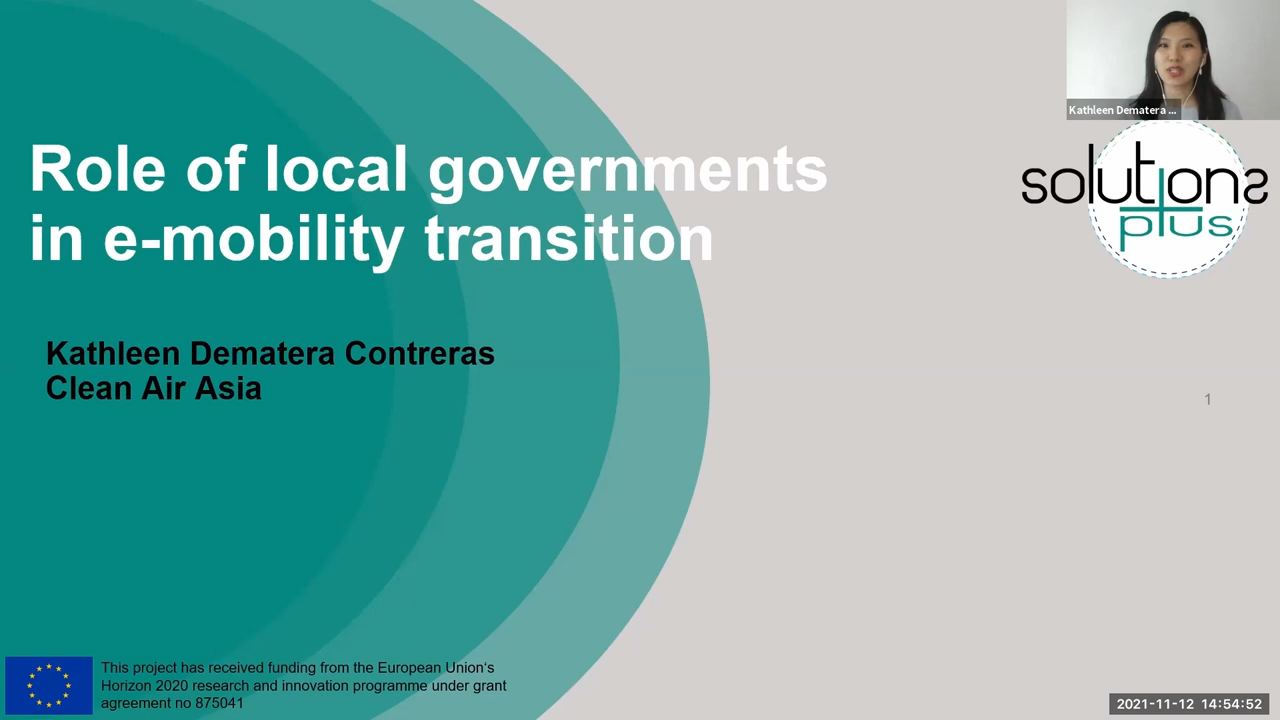 Role of local governments
in e-mobility transition
Kathleen Dematera Contreras
Clean Air Asia
Kathleen Dematera ...
solutions
plus
1
This project has received funding from the European Union‘s
Horizon 2020 research and innovation programme under grant
agreement no 875041
2021-11-12 14:54:52